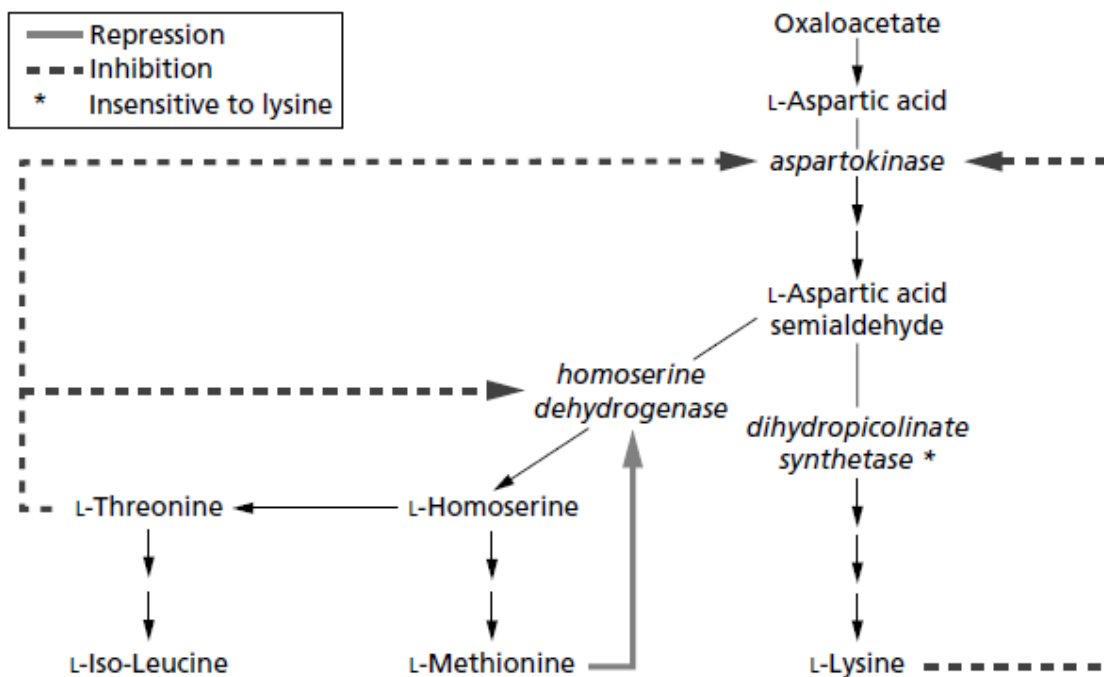 Repression
Inhibition
* Insensitive to lysine
Oxaloacetate
L-Aspartic acid
aspartokinase
L-Aspartic acid
semialdehyde
homoserine
dehydrogenase
dihydropicolinate
synthetase *
L-Threonine
L-Homoserine
L-Iso-Leucine
L-Methionine
L-Lysine